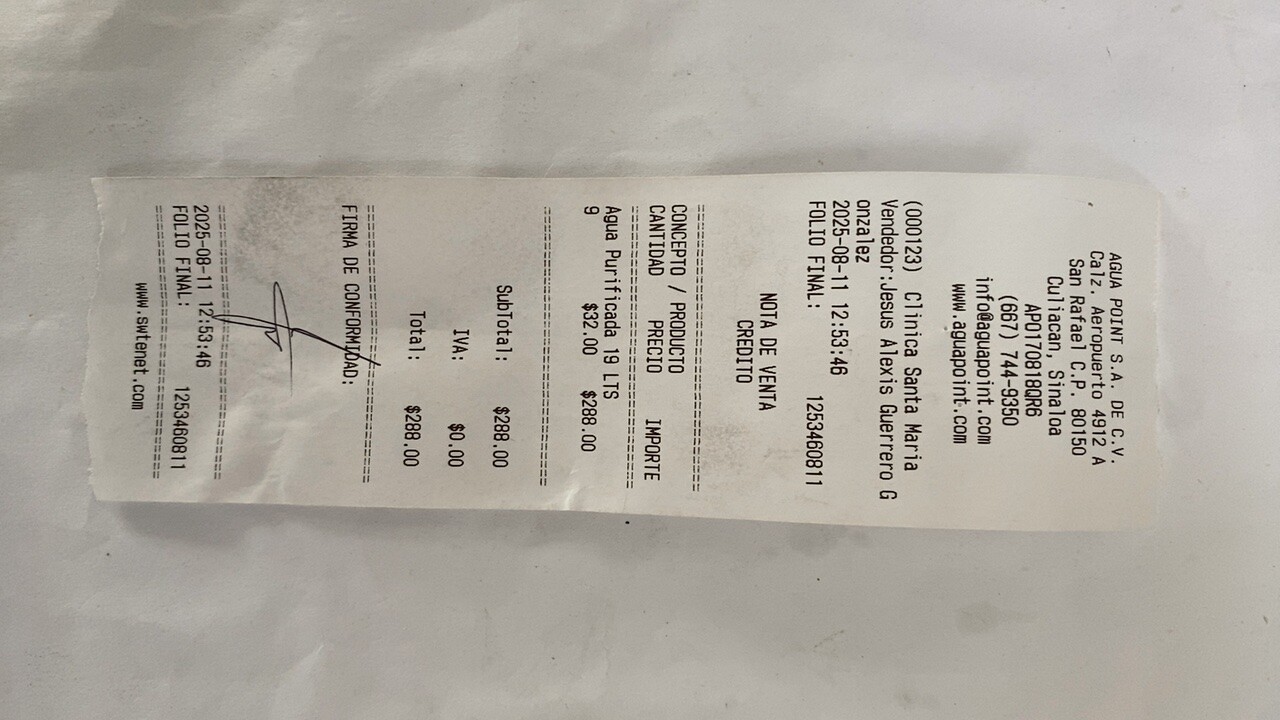 AGUA POINT S.A. DE C.V.
Calz. Aeropuerto 4912 A
San Rafael C.P. 80150
Culiacan, Sinaloa
APO170818QR6
(667) 744-9350
info@aguapoint.com
www.aguapoint.com
(000123) Clinica Santa Maria
Vendedor:Jesus Alexis Guerrero G
onzalez
2025-08-11 12:53:46
FOLIO FINAL: 1253460811
NOTA DE VENTA
CREDITO
================================
CONCEPTO / PRODUCTO
CANTIDAD PRECIO IMPORTE
================================
Agua Purificada 19 LTS
9 $32.00 $288.00
================================
SubTotal: $288.00
IVA: $0.00
Total: $288.00
================================
FIRMA DE CONFORMIDAD:
================================
2025-08-11 12:53:46
FOLIO FINAL: 1253460811
================================
www.swtenet.com